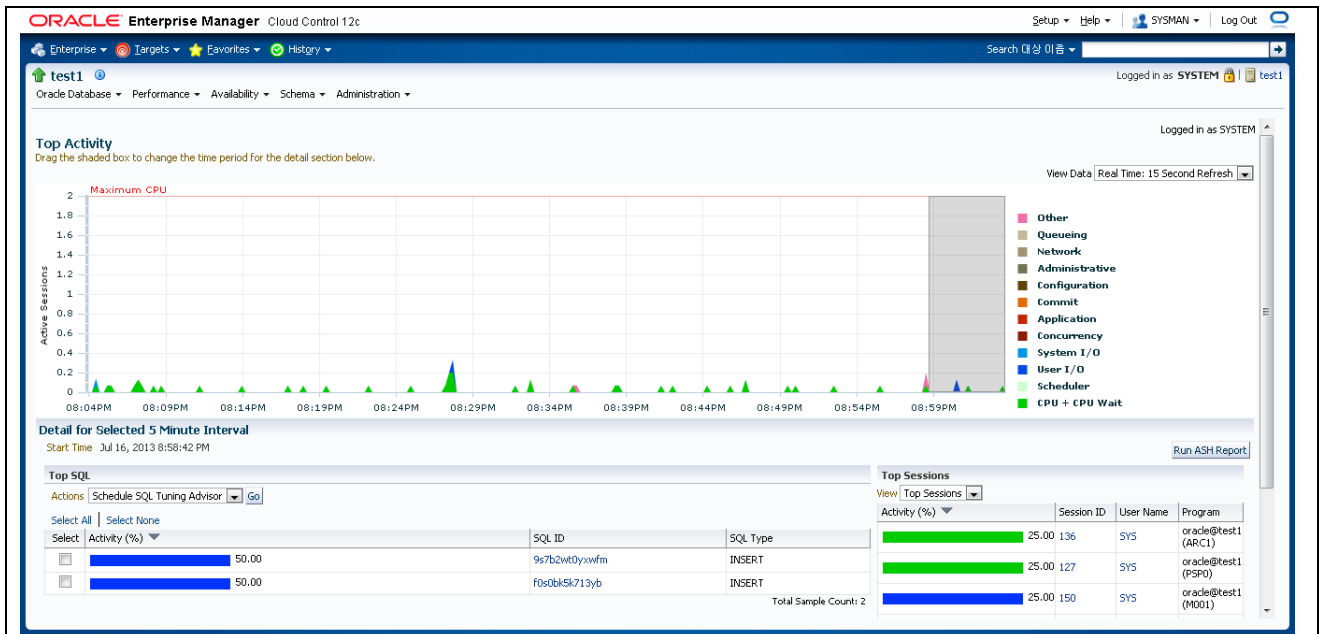 ORACLE Enterprise Manager Cloud Control 12c
Setup Help SYSMAN Log Out
Enterprise Targets Favorites History
Search 대상 이름
test1
Logged in as SYSTEM test1
Oracle Database Performance Availability Schema Administration
Logged in as SYSTEM
Top Activity
Drag the shaded box to change the time period for the detail section below.
View Data Real Time: 15 Second Refresh
Maximum CPU
Active Sessions
2
1.8
1.6
1.4
1.2
1
0.8
0.6
0.4
0.2
0
08:04PM 08:09PM 08:14PM 08:19PM 08:24PM 08:29PM 08:34PM 08:39PM 08:44PM 08:49PM 08:54PM 08:59PM
Other
Queueing
Network
Administrative
Configuration
Commit
Application
Concurrency
System I/O
User I/O
Scheduler
CPU + CPU Wait
Detail for Selected 5 Minute Interval
Start Time Jul 16, 2013 8:58:42 PM
Run ASH Report
Top SQL
Actions Schedule SQL Tuning Advisor Go
Select All | Select None
Select Activity (%) SQL ID SQL Type
50.00 9s7b2wt0yxwfm INSERT
50.00 f0s0bk5k713yb INSERT
Total Sample Count: 2
Top Sessions
View Top Sessions
Activity (%) Session ID User Name Program
25.00 136 SYS oracle@test1
(ARC1)
25.00 127 SYS oracle@test1
(PSP0)
25.00 150 SYS oracle@test1
(M001)